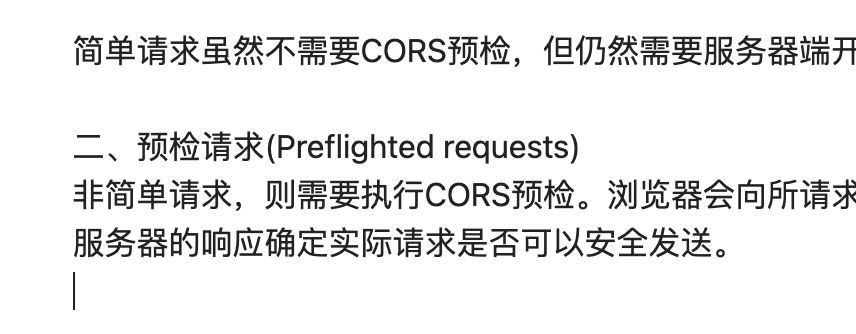 简单请求虽然不需要CORS预检，但仍然需要服务器端开
二、预检请求(Preflighted requests)
非简单请求，则需要执行CORS预检。浏览器会向所请求
服务器的响应确定实际请求是否可以安全发送。